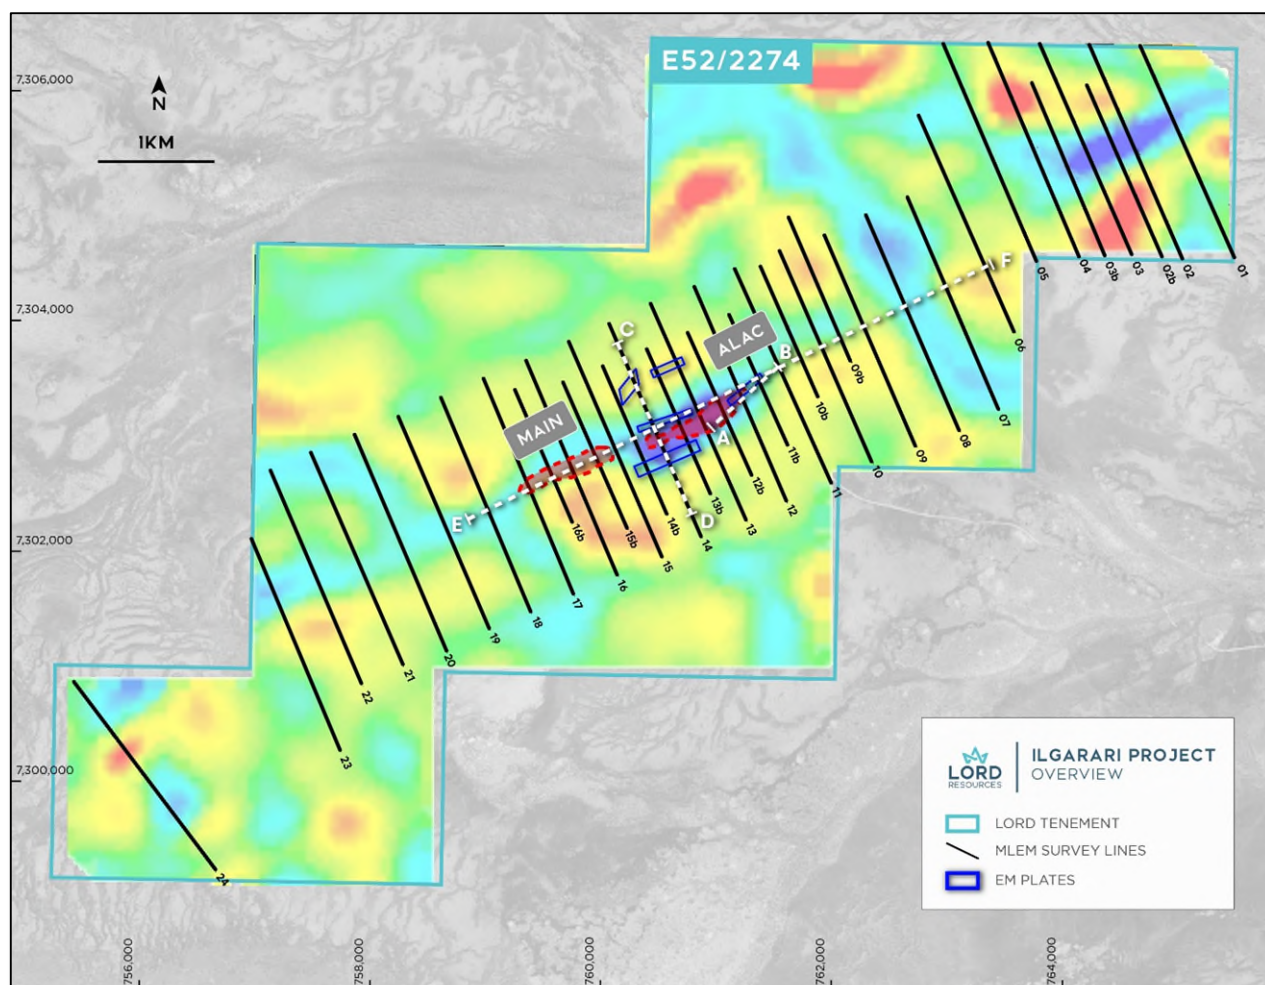 E52/2274
7,306,000
N
1KM
7,304,000
7,302,000
7,300,000
F
05
04
03b
03
02b
02
01
06
07
08
09
09b
10
10b
11
11b
12
12b
13
13b
14
14b
15
15b
16
16b
17
18
19
20
21
22
23
24
C
ALAC
B
MAIN
A
E
D
LORD
RESOURCES
ILGARARI PROJECT
OVERVIEW
LORD TENEMENT
MLEM SURVEY LINES
EM PLATES
756,000
758,000
760,000
762,000
764,000